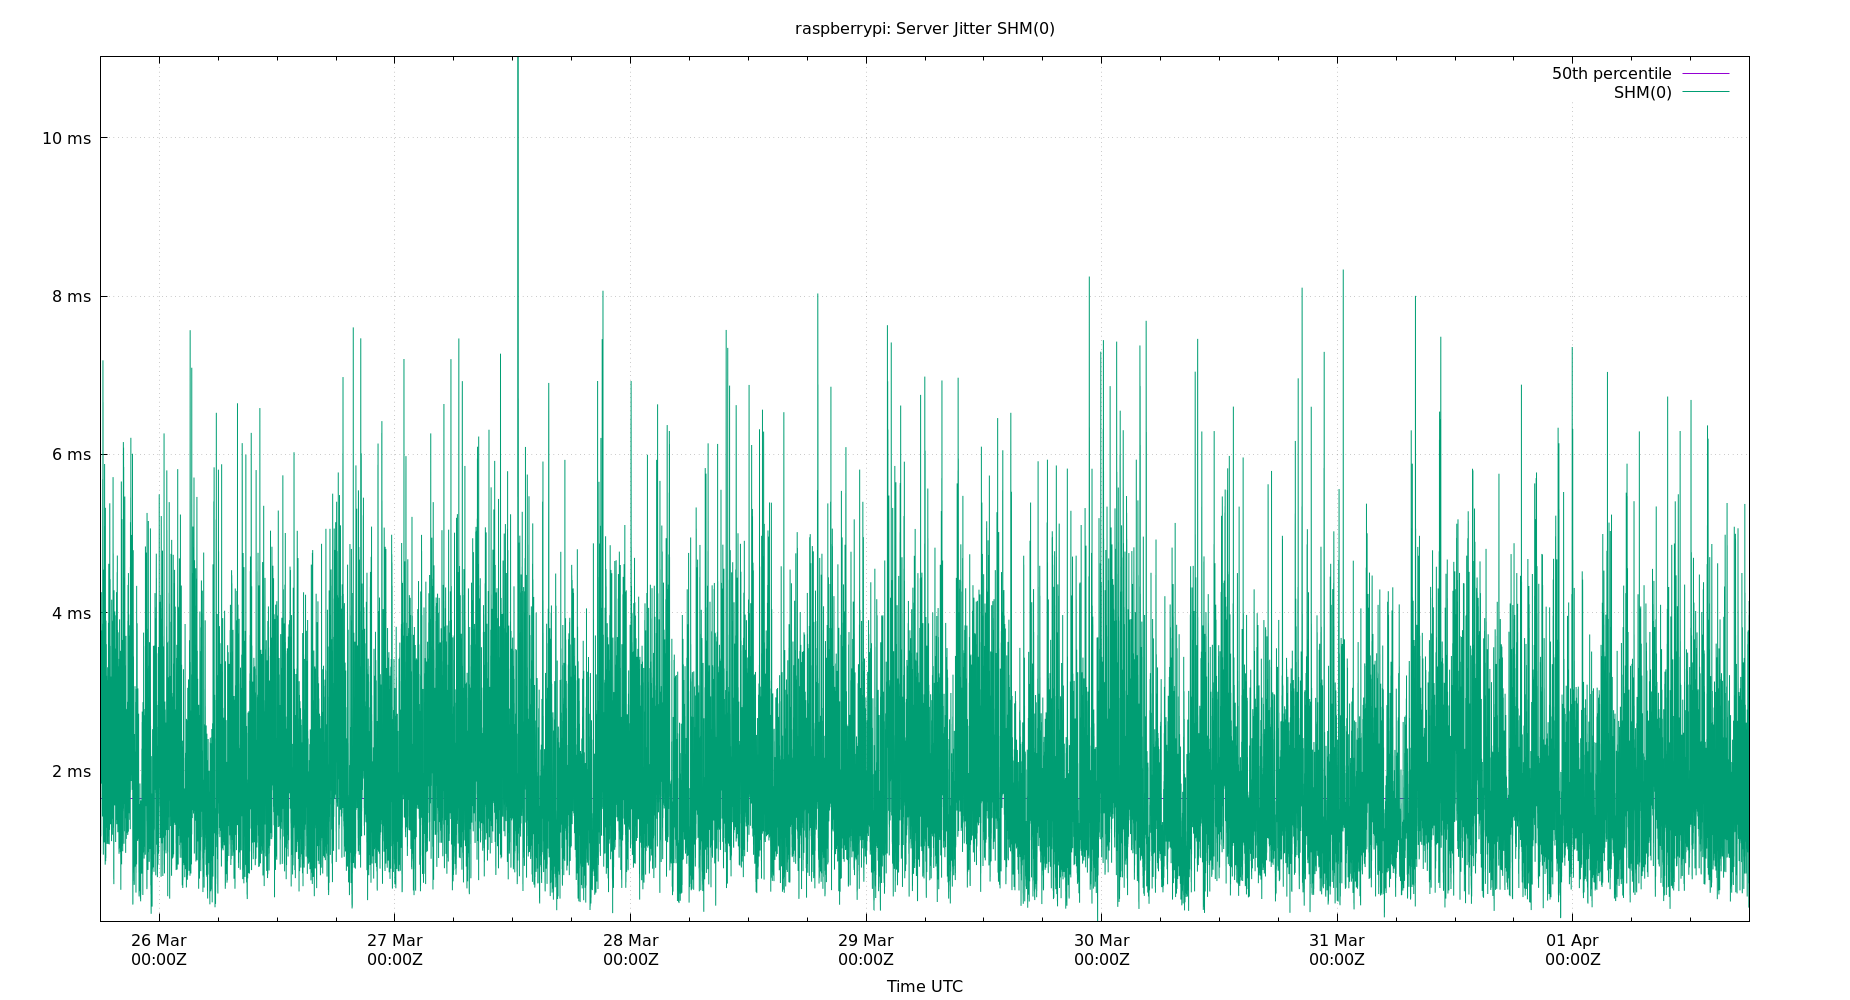 raspberrypi: Server Jitter SHM(0)
50th percentile
SHM(0)
10 ms
8 ms
6 ms
4 ms
2 ms
26 Mar
00:00Z
27 Mar
00:00Z
28 Mar
00:00Z
29 Mar
00:00Z
30 Mar
00:00Z
31 Mar
00:00Z
01 Apr
00:00Z
Time UTC